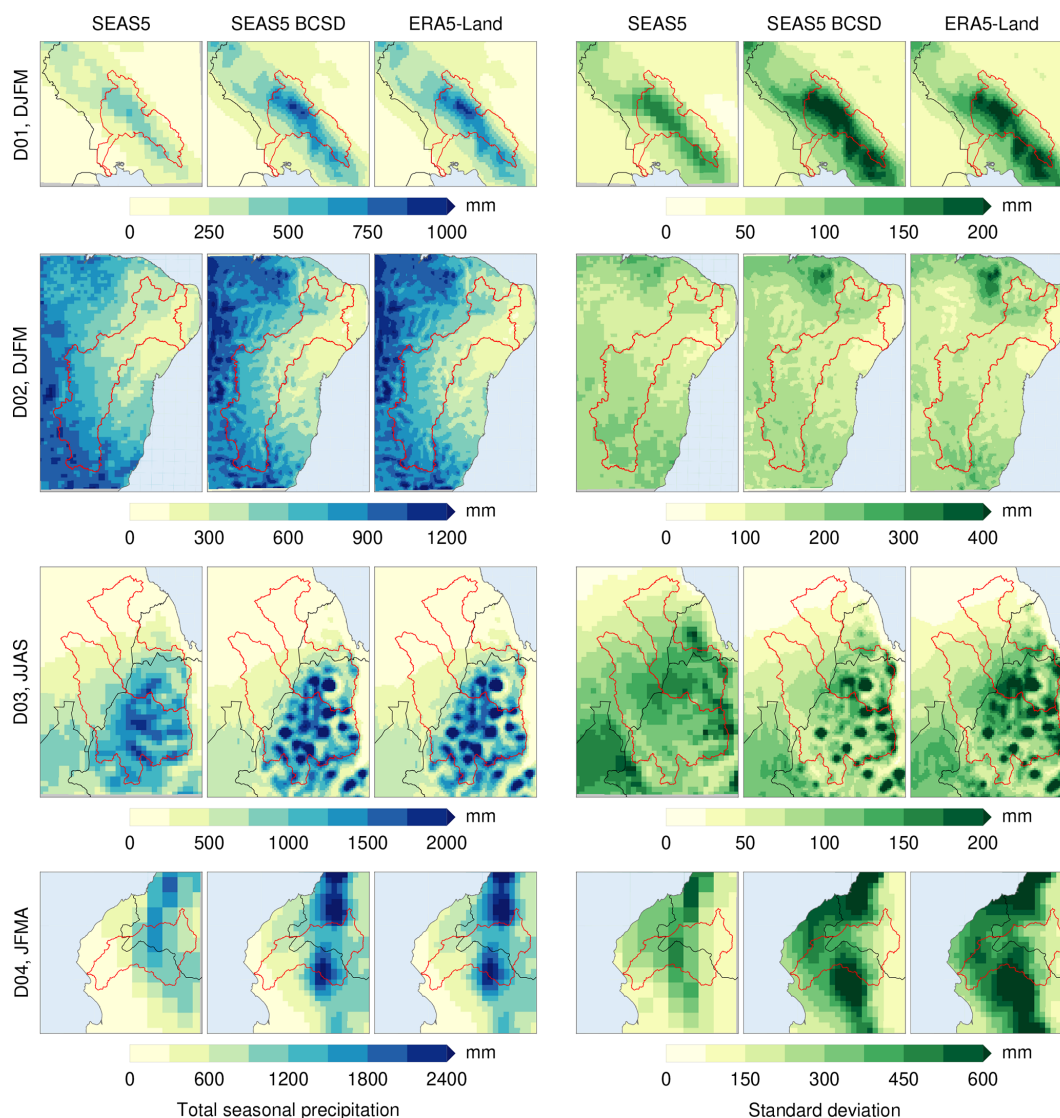 SEAS5 SEAS5 BCSD ERA5-Land SEAS5 SEAS5 BCSD ERA5-Land
D01, DJFM
mm mm
0 250 500 750 1000 0 50 100 150 200
D02, DJFM
mm mm
0 300 600 900 1200 0 100 200 300 400
D03, JJAS
mm mm
0 500 1000 1500 2000 0 50 100 150 200
D04, JFMA
mm mm
0 600 1200 1800 2400 0 150 300 450 600
Total seasonal precipitation Standard deviation